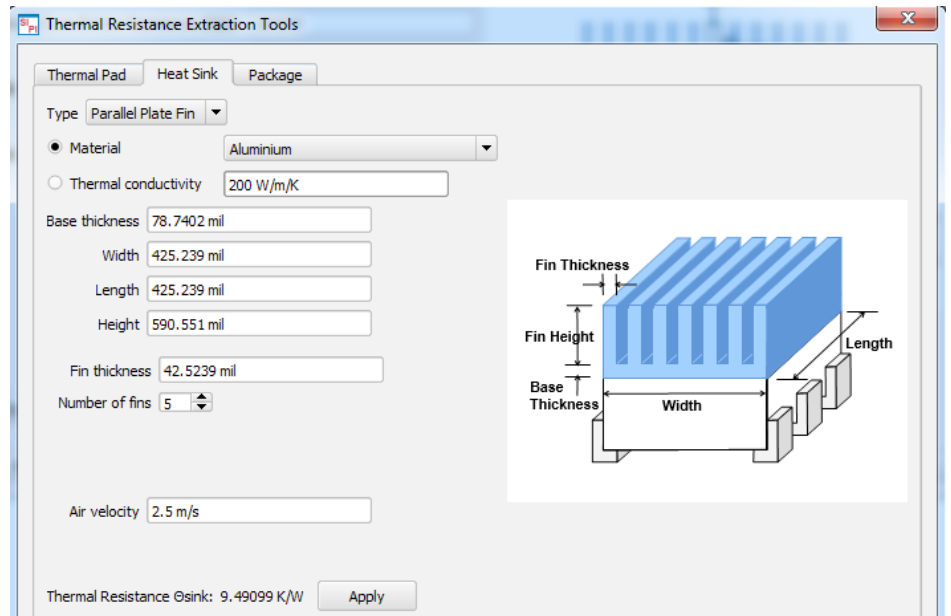 SI PI Thermal Resistance Extraction Tools X
Thermal Pad Heat Sink Package
Type Parallel Plate Fin
Material Aluminium
Thermal conductivity 200 W/m/K
Base thickness 78.7402 mil
Width 425.239 mil
Length 425.239 mil
Height 590.551 mil
Fin thickness 42.5239 mil
Number of fins 5
Air velocity 2.5 m/s
Thermal Resistance Θsink: 9.49099 K/W Apply
Fin Thickness
Fin Height
Length
Base
Thickness
Width